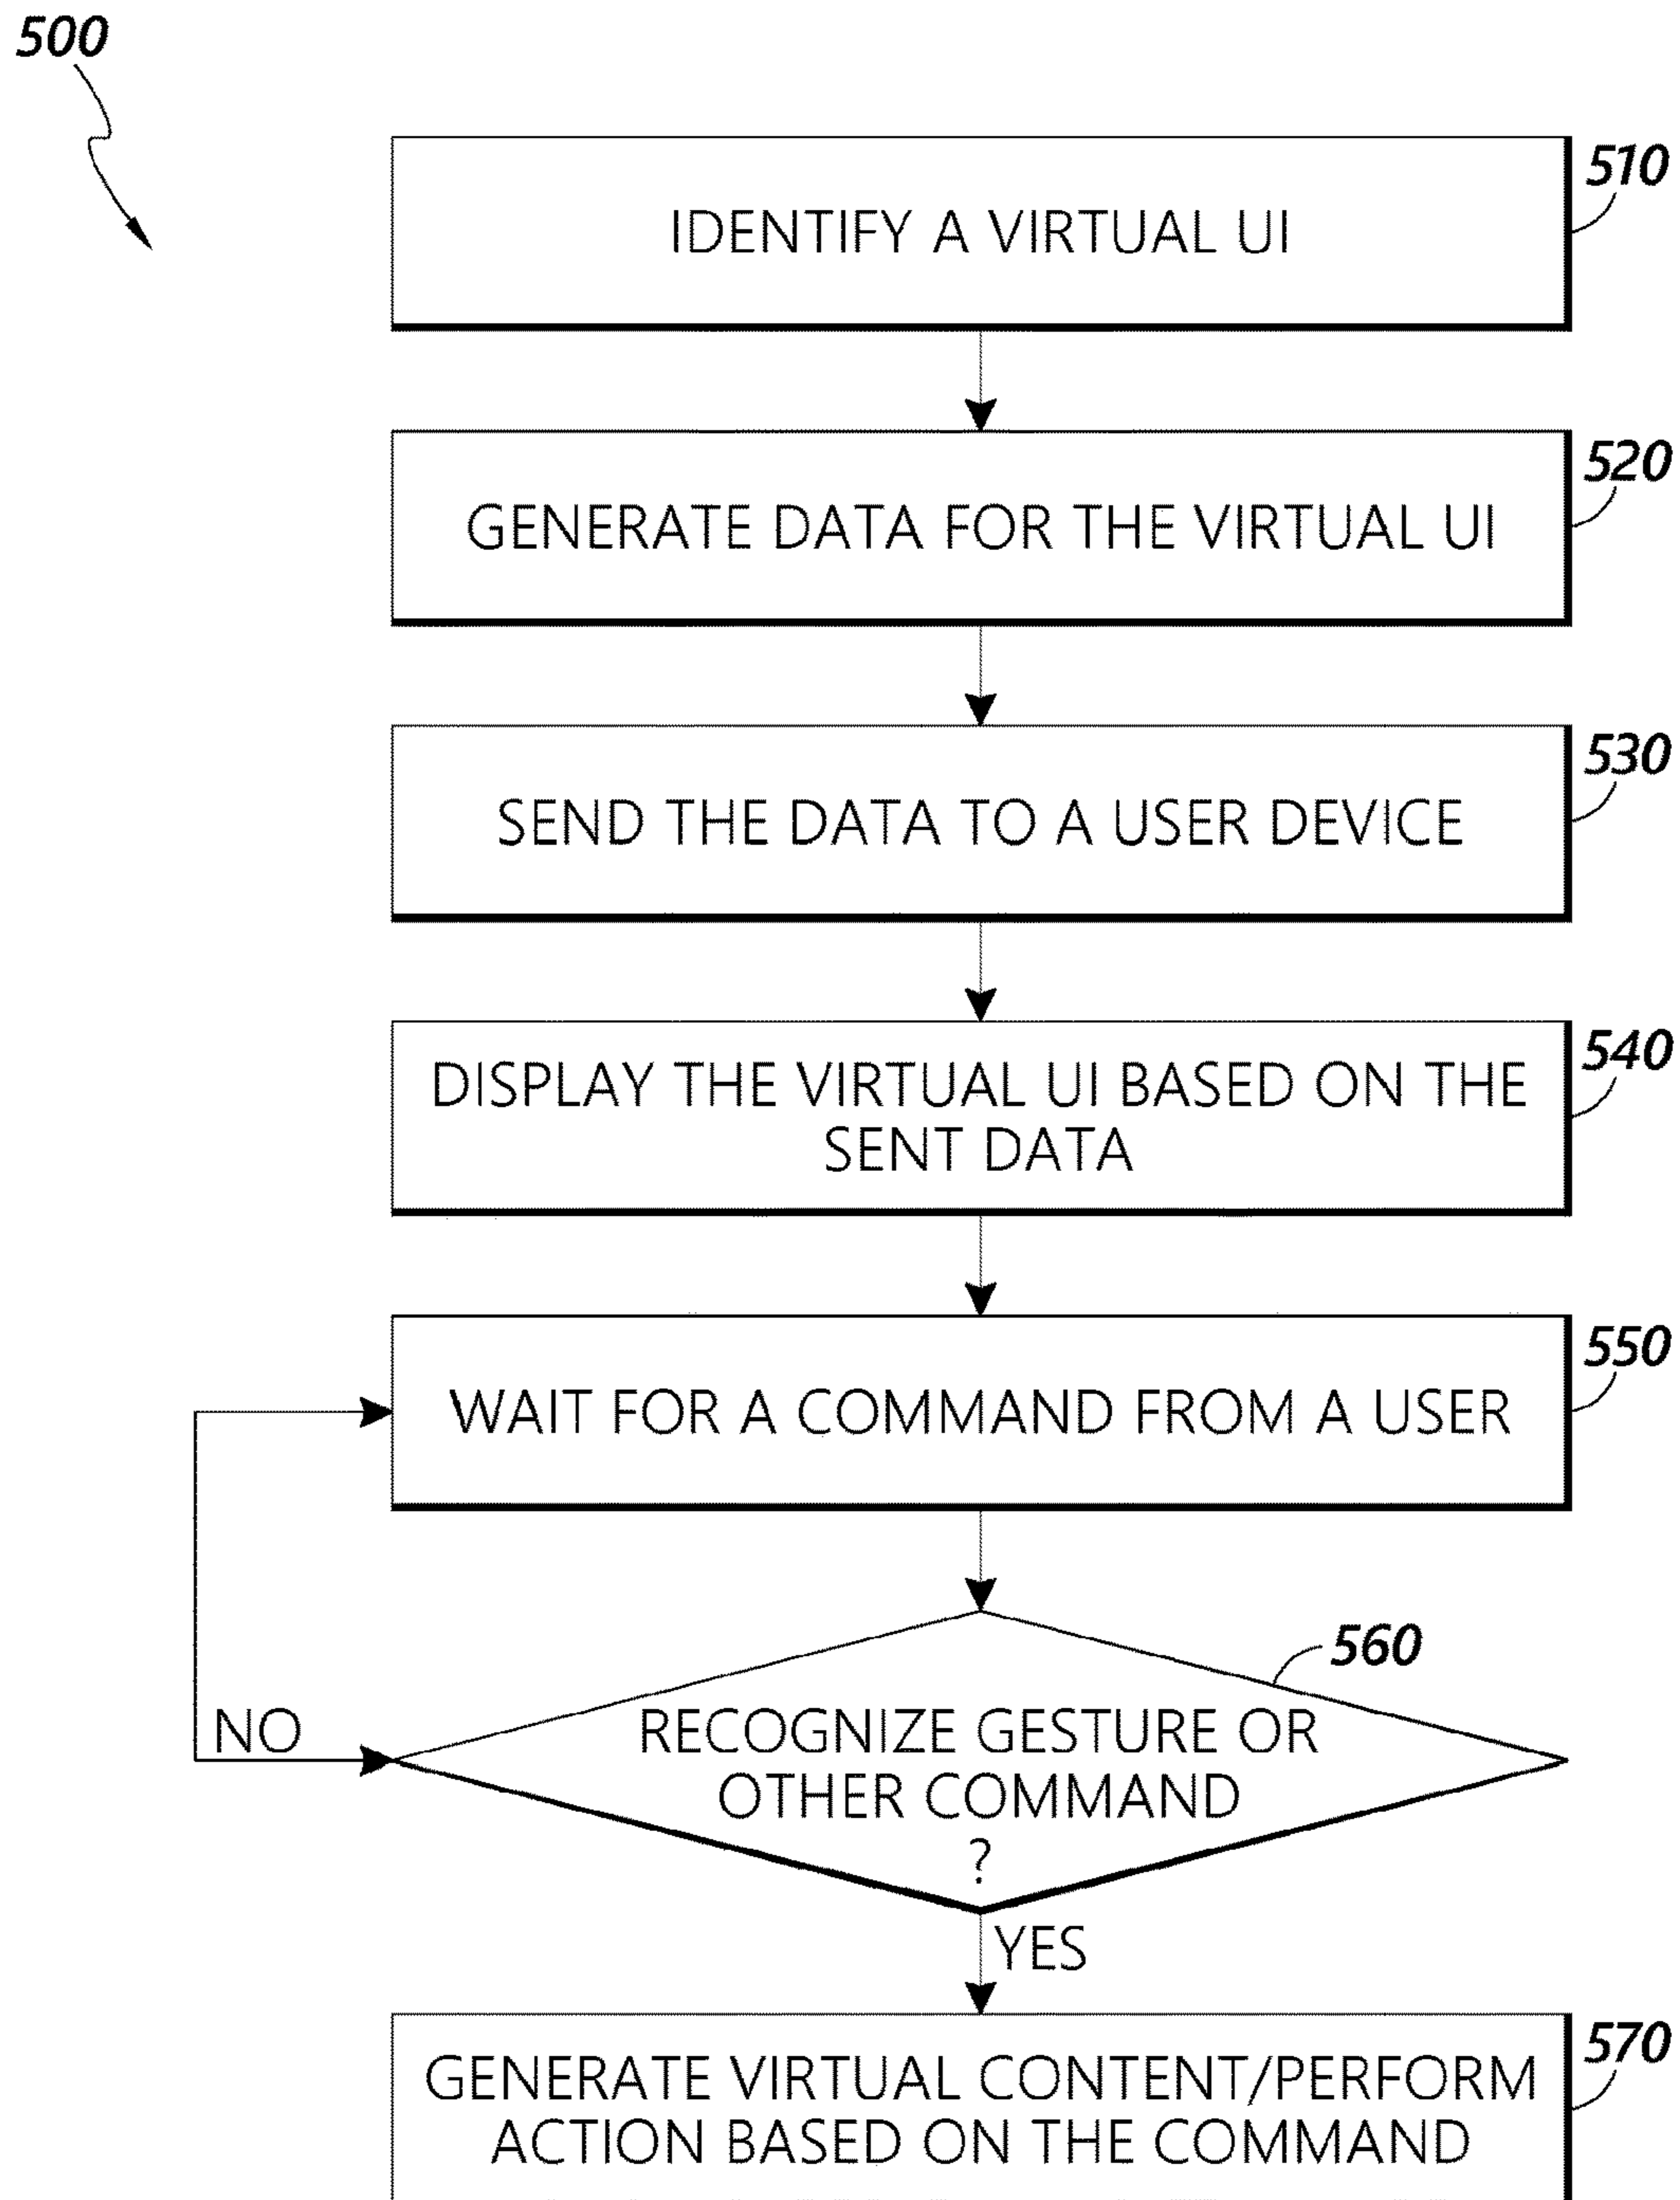 500
510
IDENTIFY A VIRTUAL UI
520
GENERATE DATA FOR THE VIRTUAL UI
530
SEND THE DATA TO A USER DEVICE
540
DISPLAY THE VIRTUAL UI BASED ON THE
SENT DATA
550
WAIT FOR A COMMAND FROM A USER
560
RECOGNIZE GESTURE OR
OTHER COMMAND
?
NO
YES
570
GENERATE VIRTUAL CONTENT/PERFORM
ACTION BASED ON THE COMMAND